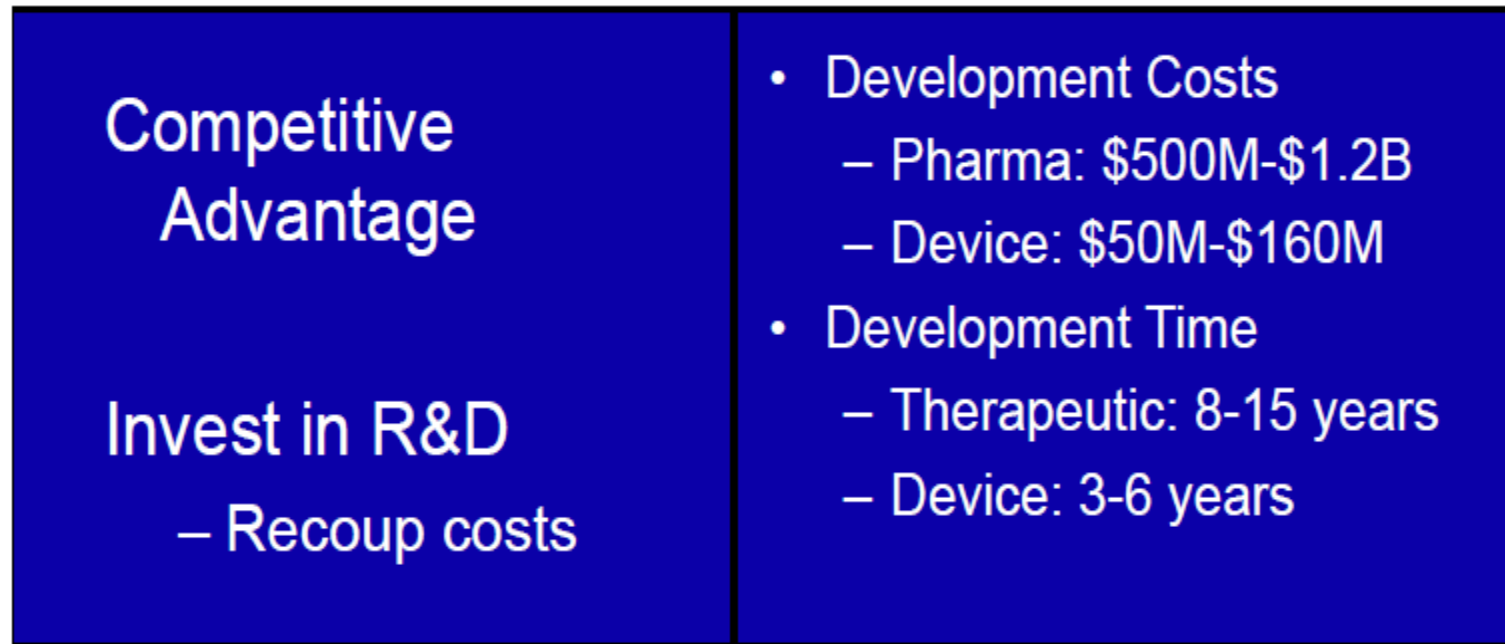 Competitive
Advantage
Invest in R&D
– Recoup costs
• Development Costs
– Pharma: $500M-$1.2B
– Device: $50M-$160M
• Development Time
– Therapeutic: 8-15 years
– Device: 3-6 years